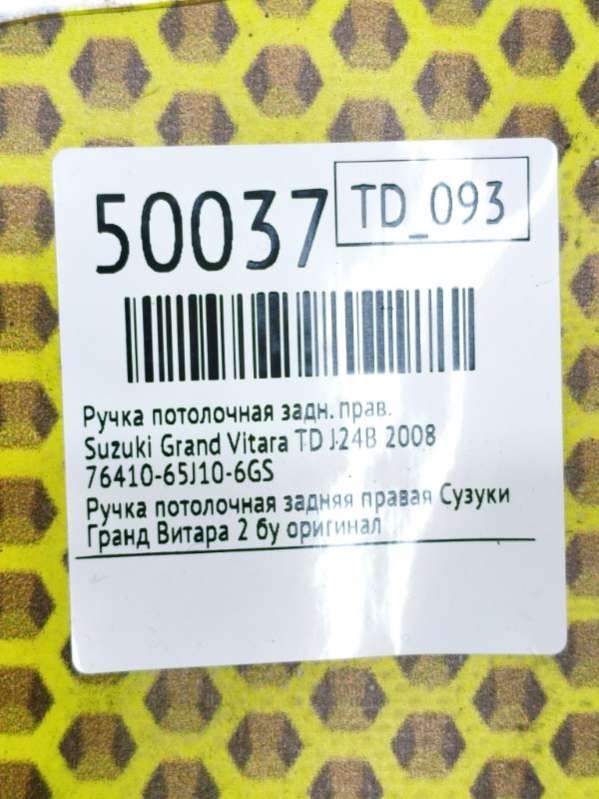 50037
TD_093
Ручка потолочная задн. прав.
Suzuki Grand Vitara TD J24B 2008
76410-65J10-6GS
Ручка потолочная задняя правая Сузуки
Гранд Витара 2 бу оригинал